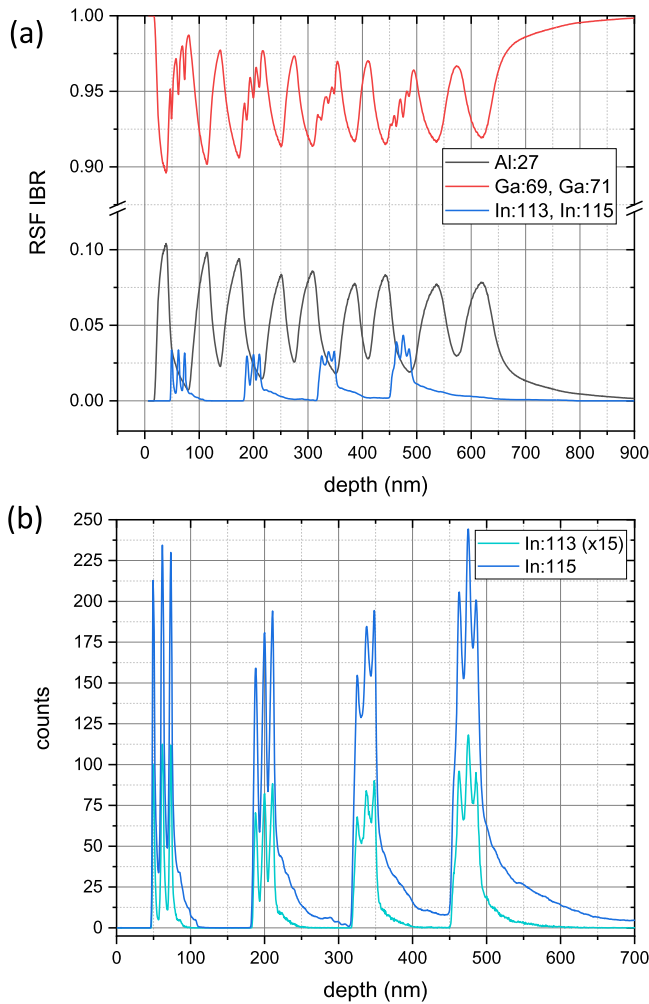 (a)
1.00
0.95
0.90
0.10
0.05
0.00
RSF IBR
Al:27
Ga:69, Ga:71
In:113, In:115
0 100 200 300 400 500 600 700 800 900
depth (nm)
(b)
250
225
200
175
150
125
100
75
50
25
0
counts
In:113 (x15)
In:115
0 100 200 300 400 500 600 700
depth (nm)